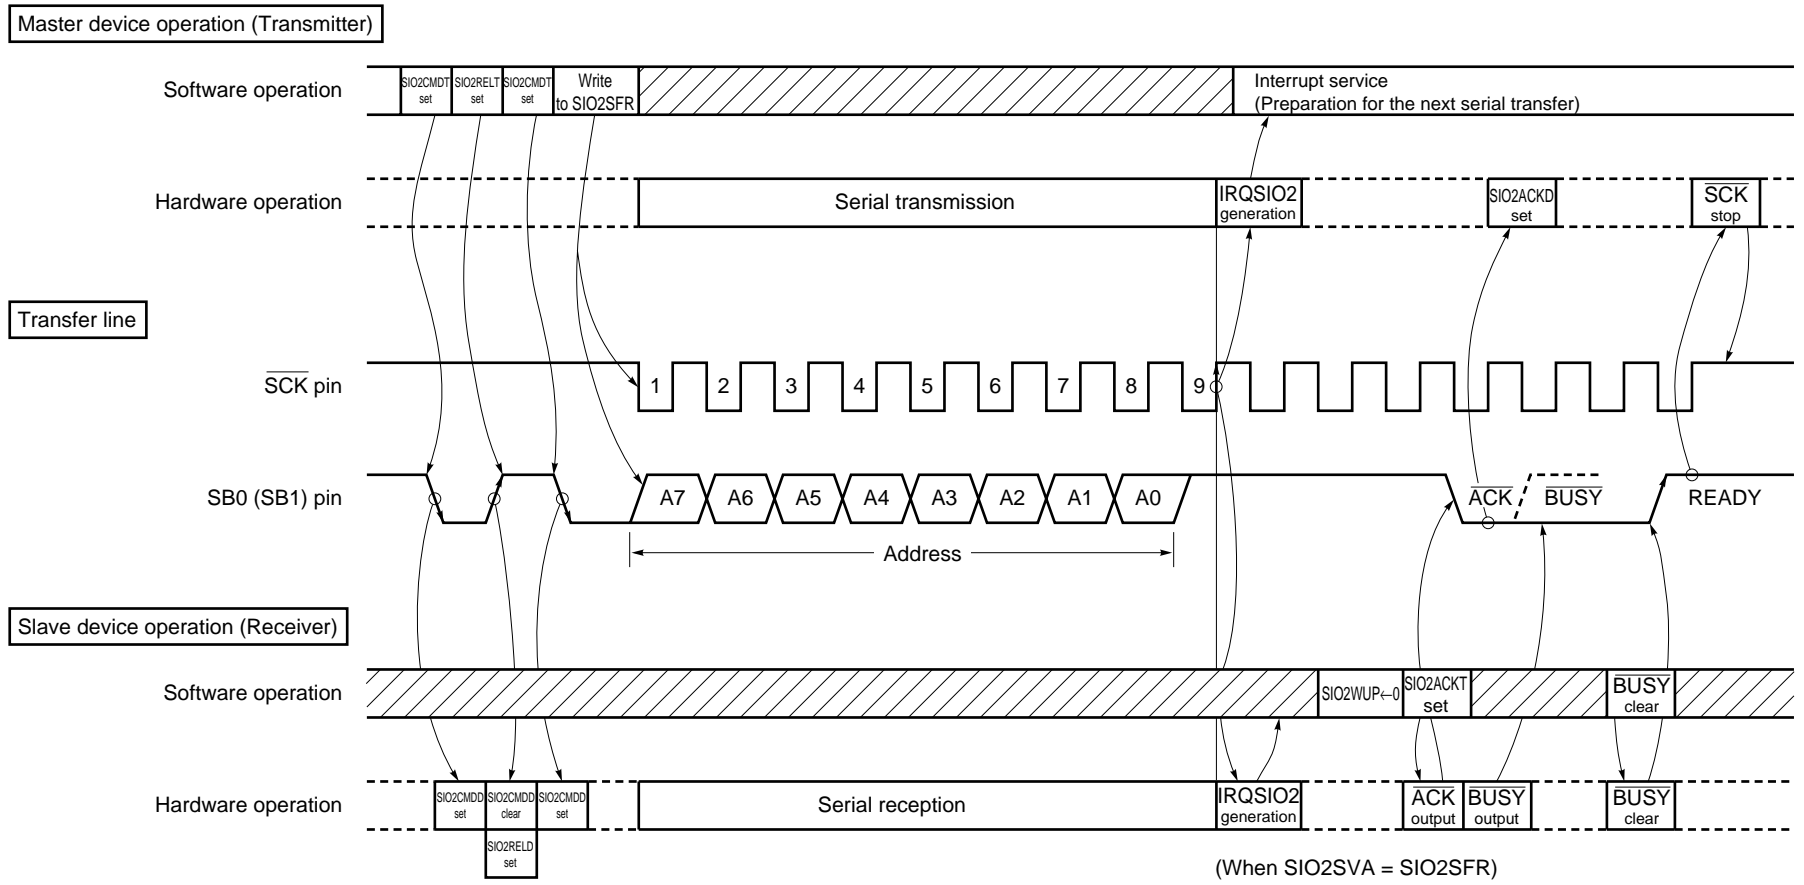 Master device operation (Transmitter)
Software operation
SIO2CMDT
set
SIO2RELT
set
SIO2CMDT
set
Write
to SIO2SFR
Interrupt service
(Preparation for the next serial transfer)
Hardware operation
Serial transmission
IRQSIO2
generation
SIO2ACKD
set
SCK
stop
Transfer line
SCK pin
1 2 3 4 5 6 7 8 9
SB0 (SB1) pin
A7 A6 A5 A4 A3 A2 A1 A0
ACK
BUSY
READY
Address
Slave device operation (Receiver)
Software operation
SIO2WUP←0
SIO2ACKT
set
BUSY
clear
Hardware operation
SIO2CMDD
set
SIO2CMDD
clear
SIO2CMDD
set
SIO2RELD
set
Serial reception
IRQSIO2
generation
ACK
output
BUSY
output
BUSY
clear
(When SIO2SVA = SIO2SFR)